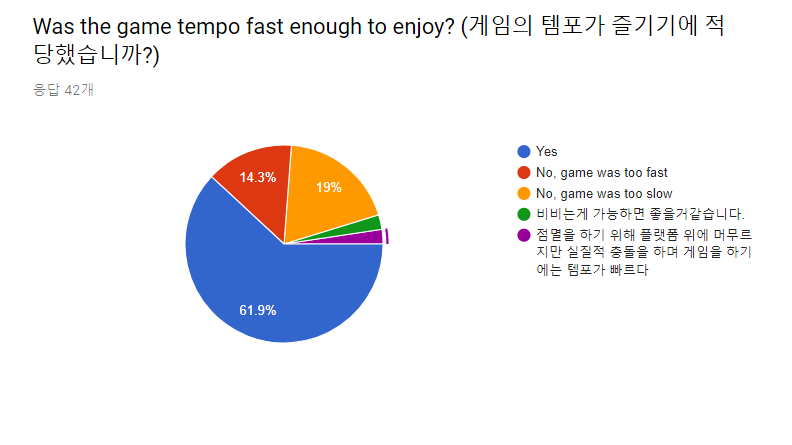 Was the game tempo fast enough to enjoy? (게임의 템포가 즐기기에 적
당했습니까?)
응답 42개
Yes
No, game was too fast
No, game was too slow
비비는게 가능하면 좋을거같습니다.
점멸을 하기 위해 플랫폼 위에 머무르
지만 실질적 충돌을 하며 게임을 하기
에는 템포가 빠르다
14.3%
19%
61.9%